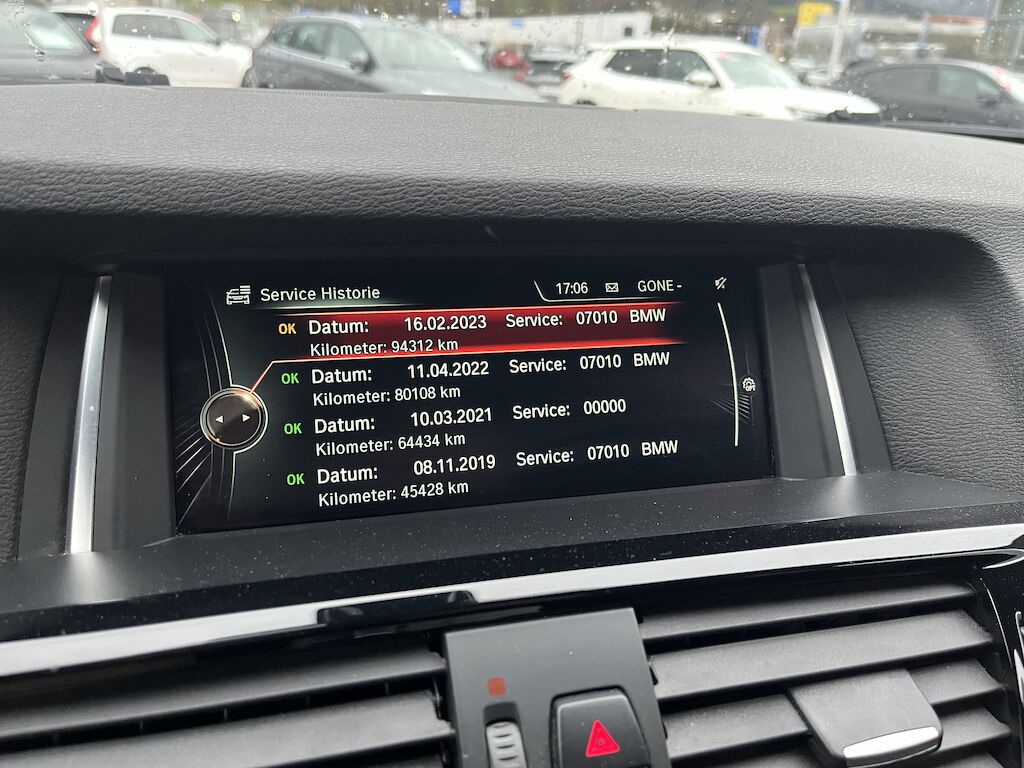 Service Historie
17:06 GONE-
OK Datum: 16.02.2023 Service: 07010 BMW
Kilometer: 94312 km
OK Datum: 11.04.2022 Service: 07010 BMW
Kilometer: 80108 km
OK Datum: 10.03.2021 Service: 00000
Kilometer: 64434 km
OK Datum: 08.11.2019 Service: 07010 BMW
Kilometer: 45428 km